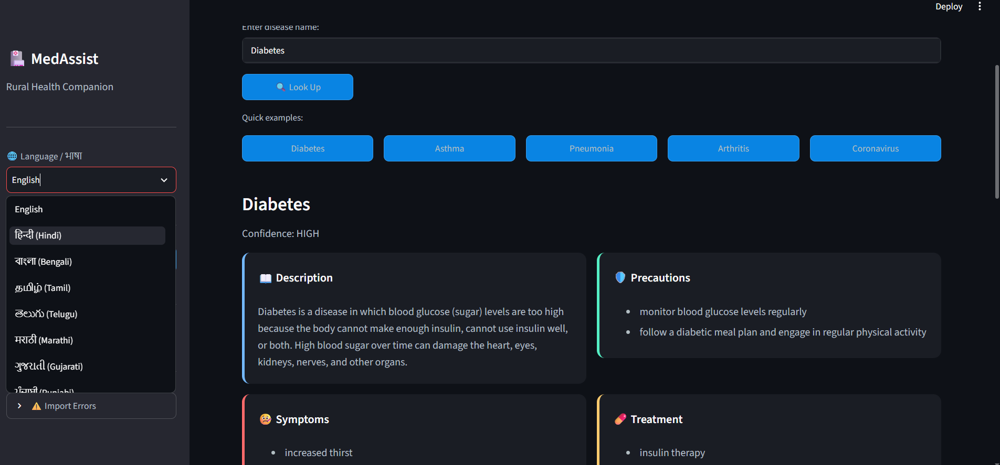 Deploy
MedAssist
Rural Health Companion
Language / भाषा
English
English
हिन्दी (Hindi)
বাংলা (Bengali)
தமிழ் (Tamil)
తెలుగు (Telugu)
मराठी (Marathi)
ગુજરાતી (Gujarati)
ਪੰਜਾਬੀ (Punjabi)
Import Errors
Enter disease name:
Diabetes
Look Up
Quick examples:
Diabetes
Asthma
Pneumonia
Arthritis
Coronavirus
Diabetes
Confidence: HIGH
Description
Diabetes is a disease in which blood glucose (sugar) levels are too high
because the body cannot make enough insulin, cannot use insulin well,
or both. High blood sugar over time can damage the heart, eyes,
kidneys, nerves, and other organs.
Precautions
monitor blood glucose levels regularly
follow a diabetic meal plan and engage in regular physical activity
Symptoms
increased thirst
Treatment
insulin therapy